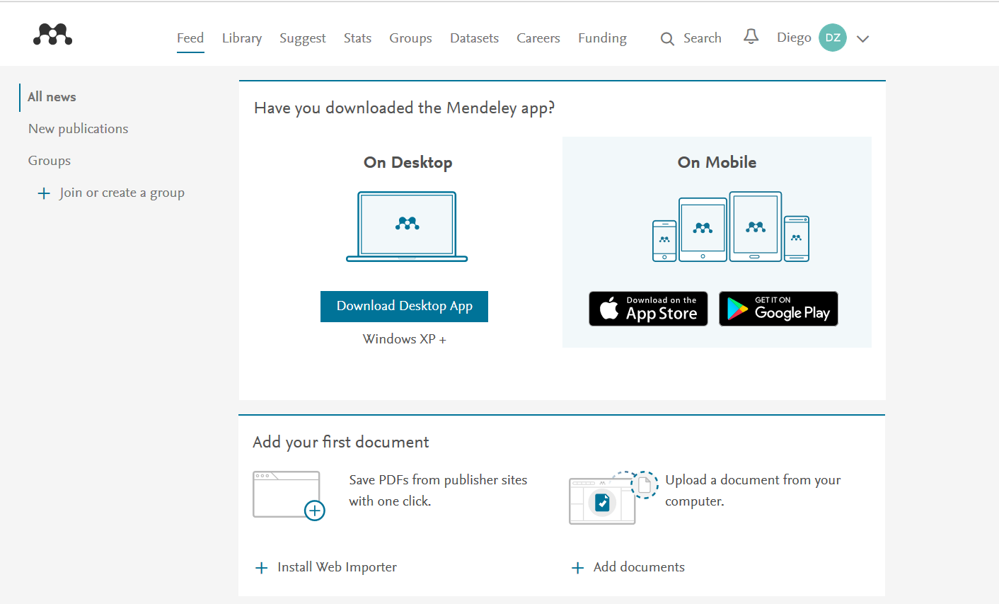 Feed Library Suggest Stats Groups Datasets Careers Funding Search Diego DZ
All news
New publications
Groups
+ Join or create a group
Have you downloaded the Mendeley app?
On Desktop
Download Desktop App
Windows XP +
On Mobile
Download on the
App Store
GET IT ON
Google Play
Add your first document
Save PDFs from publisher sites
with one click.
+ Install Web Importer
Upload a document from your
computer.
+ Add documents